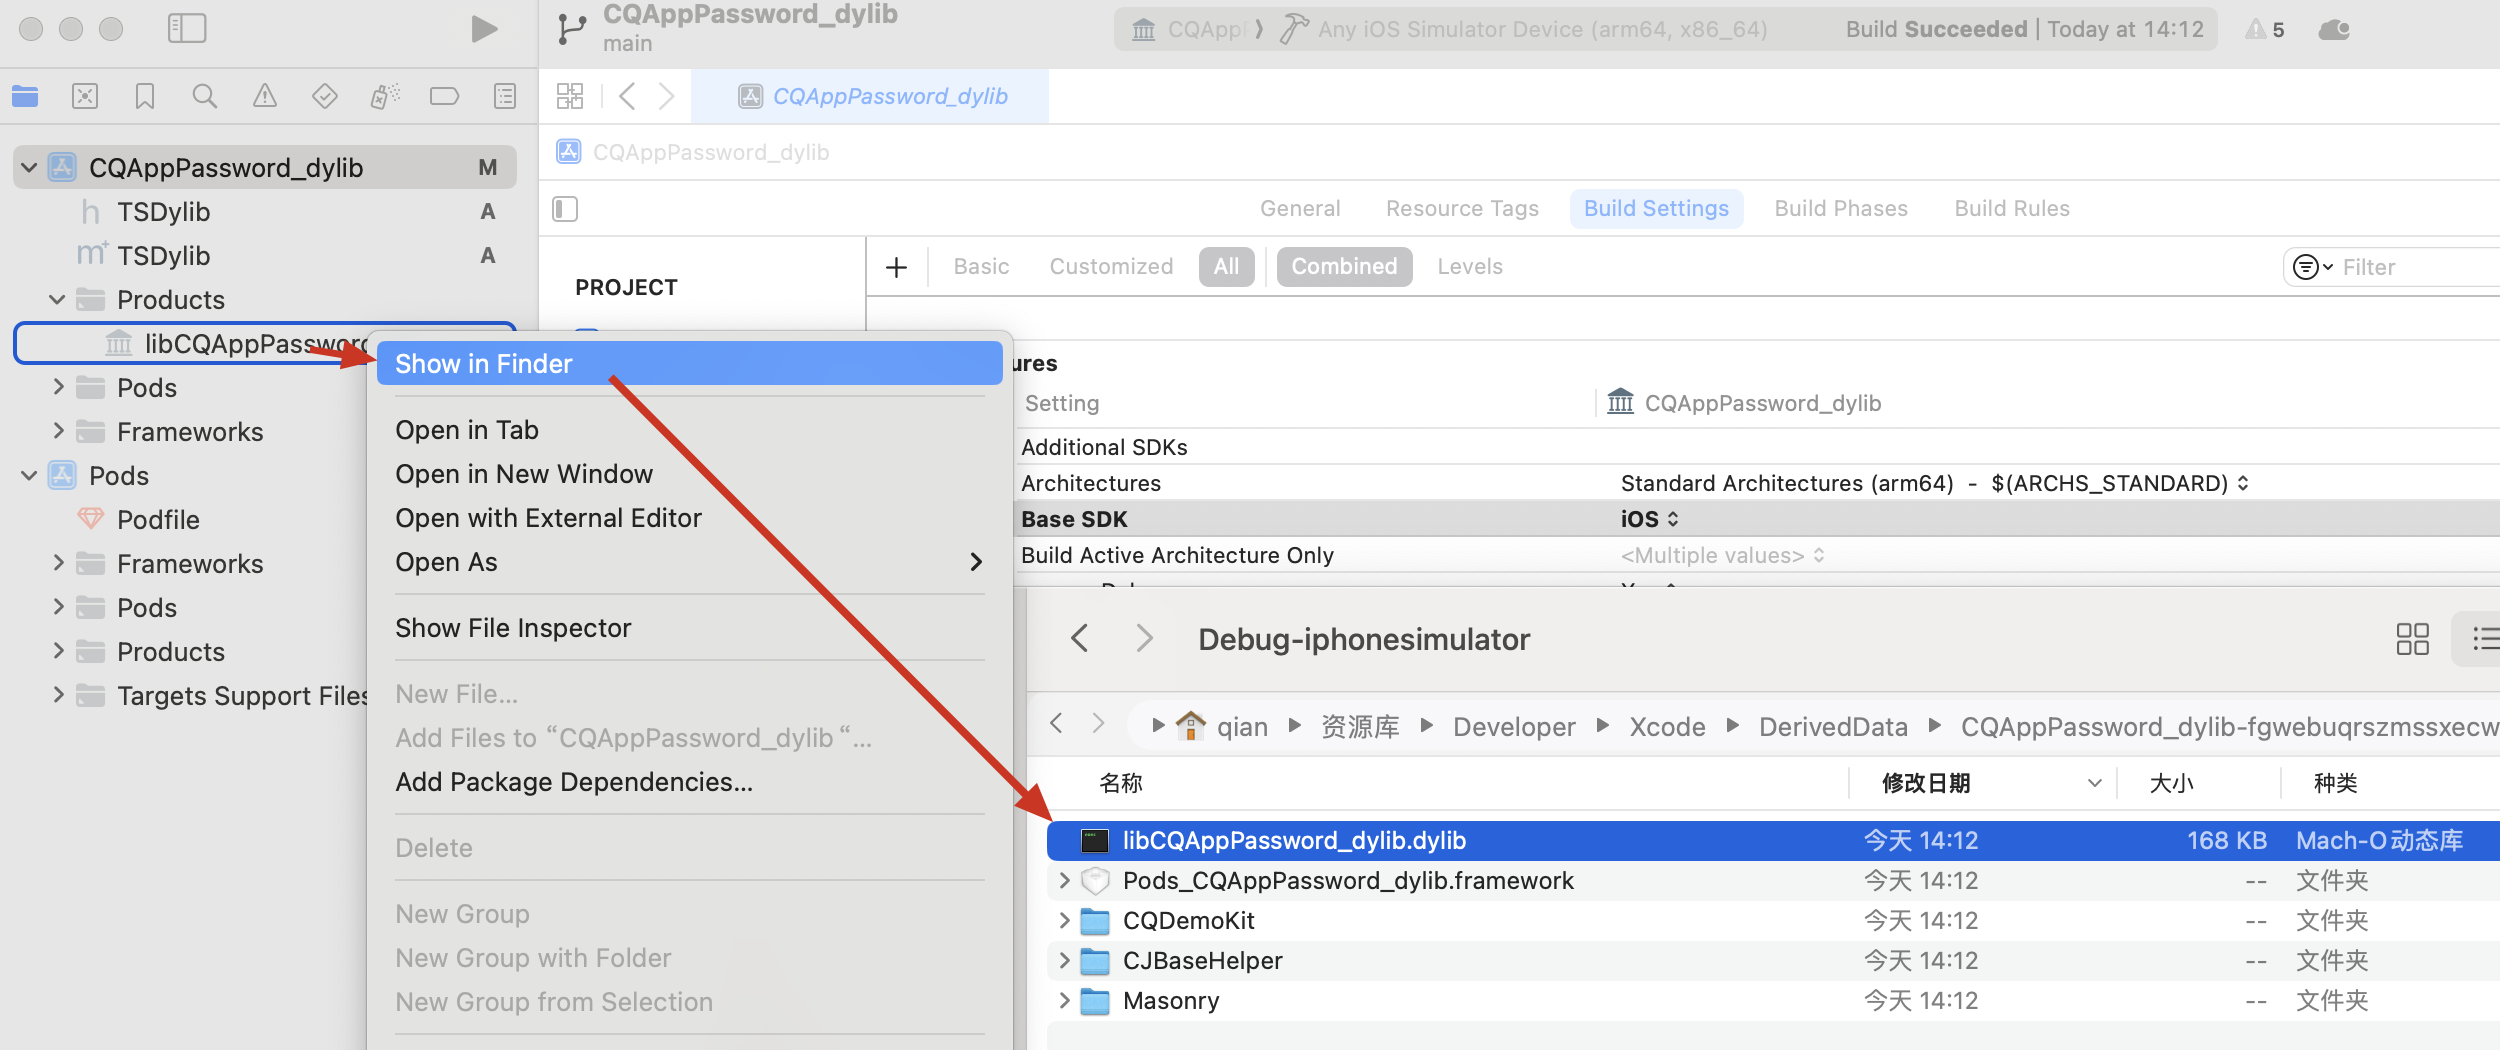 CQAppPassword_dylib
main
CQAppl
Any iOS Simulator Device (arm64, x86_64)
Build Succeeded | Today at 14:12
5
CQAppPassword_dylib
CQAppPassword_dylib
CQAppPassword_dylib M
h TSDylib A
m+ TSDylib A
Products
libCQAppPassword
Pods
Frameworks
Pods
Podfile
Frameworks
Pods
Products
Targets Support Files
General Resource Tags Build Settings Build Phases Build Rules
PROJECT
+ Basic Customized All Combined Levels
Filter
Show in Finder
Open in Tab
Open in New Window
Open with External Editor
Open As
Show File Inspector
New File...
Add Files to “CQAppPassword_dylib“...
Add Package Dependencies...
Delete
New Group
New Group with Folder
New Group from Selection
ures
Setting CQAppPassword_dylib
Additional SDKs
Architectures Standard Architectures (arm64) - $(ARCHS_STANDARD)
Base SDK iOS
Build Active Architecture Only <Multiple values>
Debug-iphonesimulator
qian 资源库 Developer Xcode DerivedData CQAppPassword_dylib-fgwebuqrszmssxecw
名称 修改日期 大小 种类
libCQAppPassword_dylib.dylib 今天 14:12 168 KB Mach-O动态库
Pods_CQAppPassword_dylib.framework 今天 14:12 -- 文件夹
CQDemoKit 今天 14:12 -- 文件夹
CJBaseHelper 今天 14:12 -- 文件夹
Masonry 今天 14:12 -- 文件夹